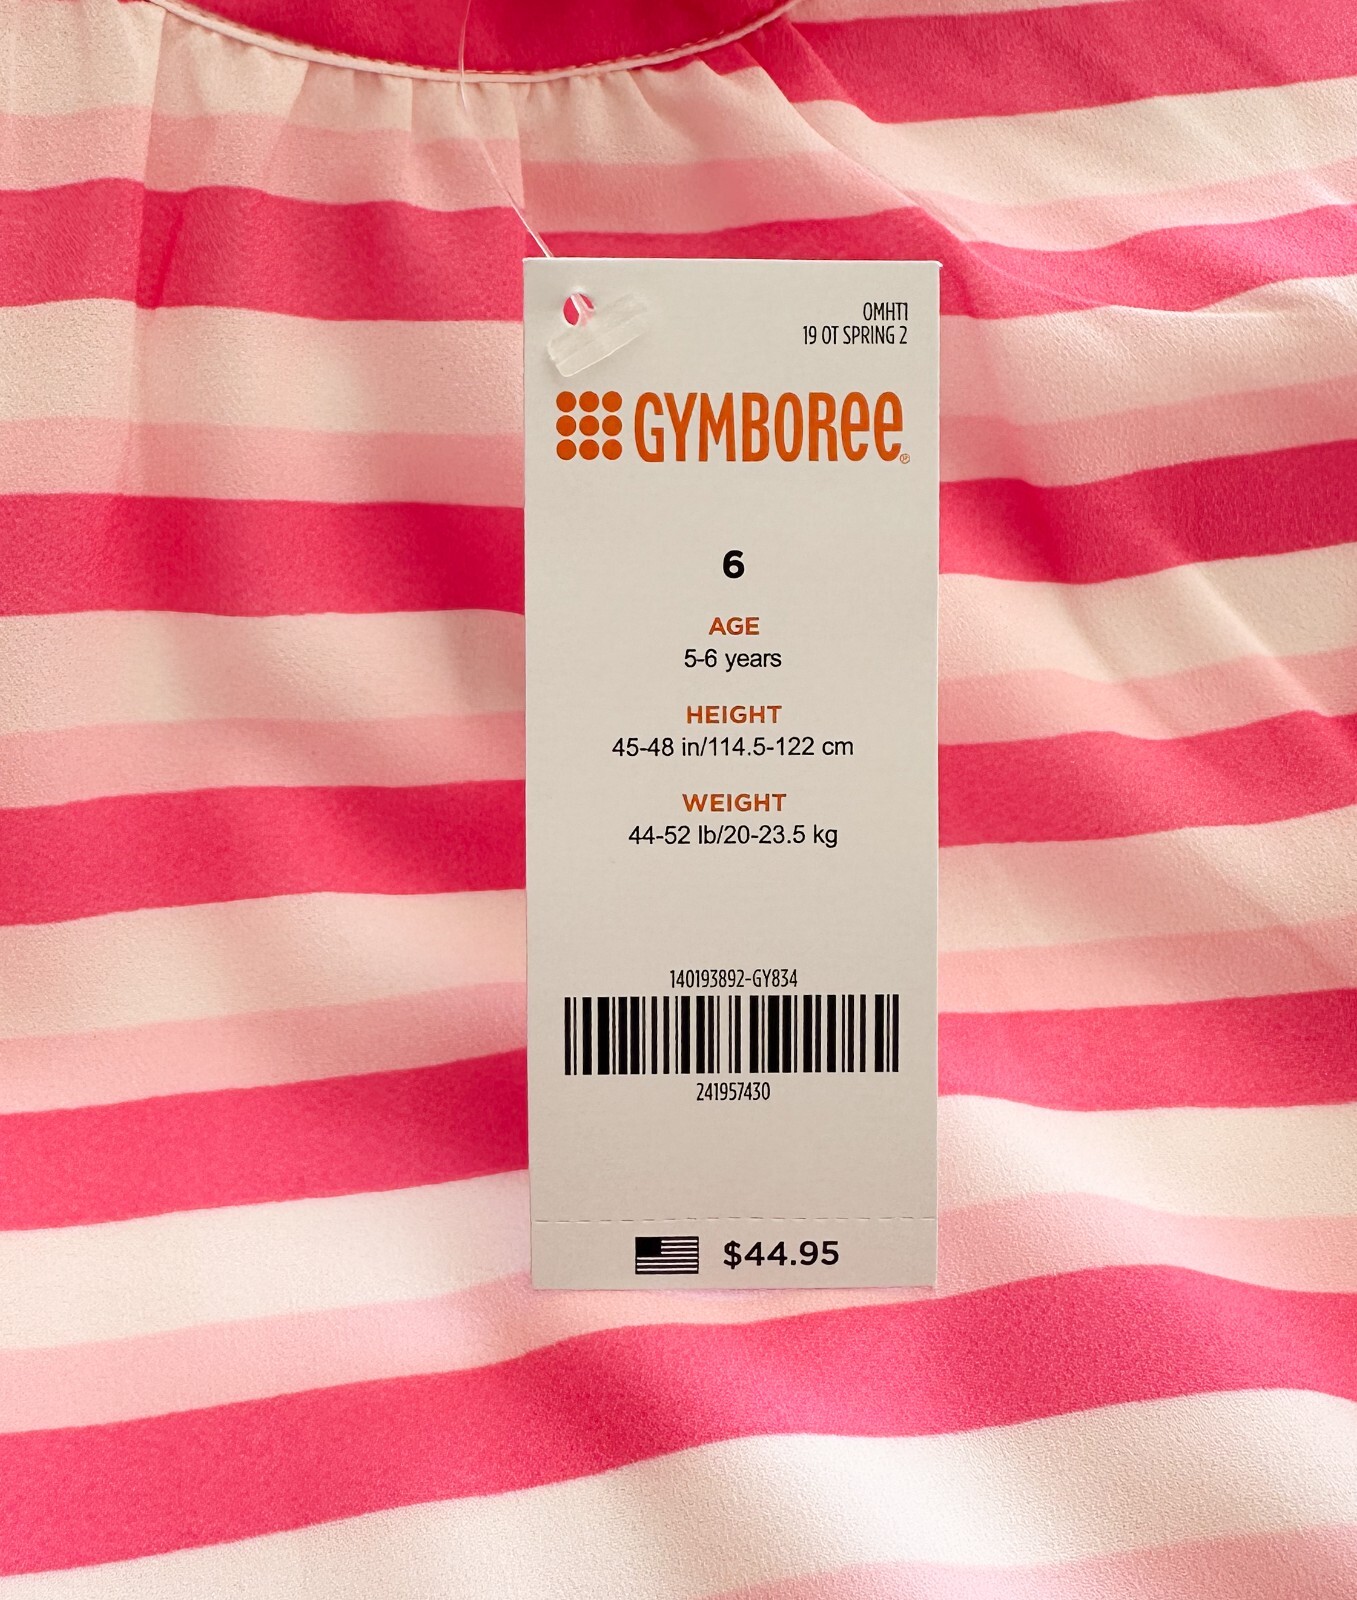 OMHT1
19 OT SPRING 2
GYMBOREE
6
AGE
5-6 years
HEIGHT
45-48 in/114.5-122 cm
WEIGHT
44-52 lb/20-23.5 kg
140193892-GY834
241957430
$44.95